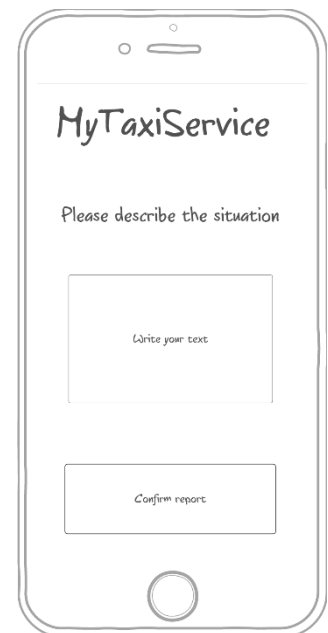 MyTaxiService
Please describe the situation
Write your text
Confirm report